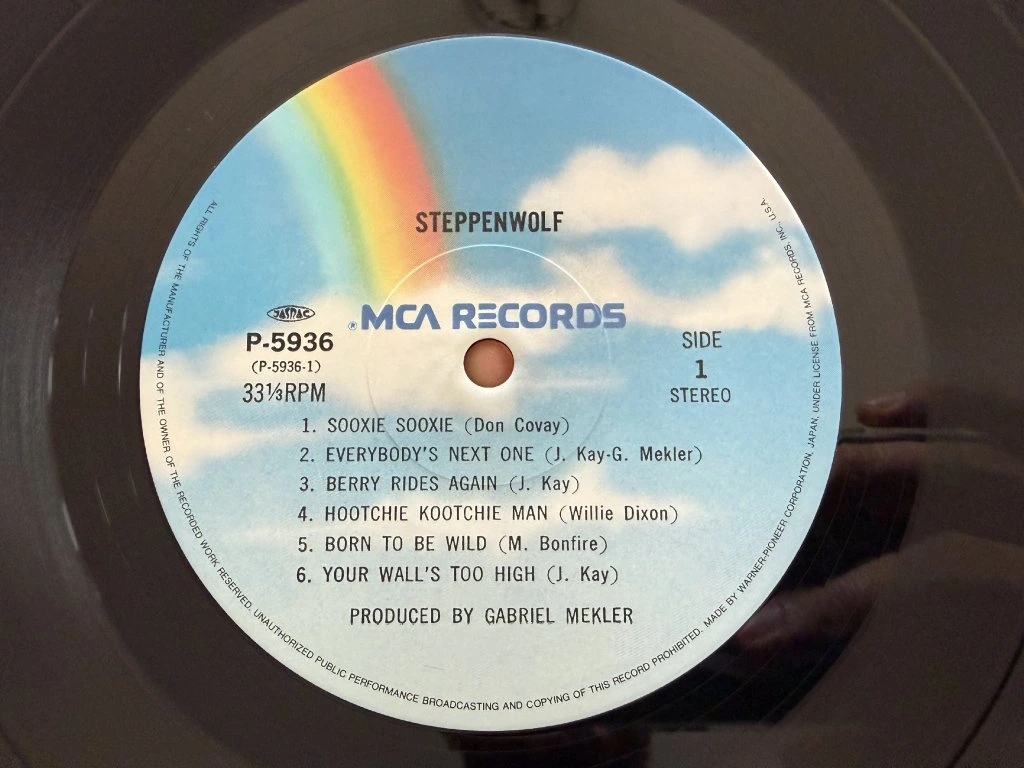 STEPPENWOLF
JASRAC
® MCA RECORDS
P-5936
(P-5936-1)
33⅓RPM
SIDE
1
STEREO
1. SOOXIE SOOXIE (Don Covay)
2. EVERYBODY'S NEXT ONE (J. Kay-G. Mekler)
3. BERRY RIDES AGAIN (J. Kay)
4. HOOTCHIE KOOTCHIE MAN (Willie Dixon)
5. BORN TO BE WILD (M. Bonfire)
6. YOUR WALL'S TOO HIGH (J. Kay)
PRODUCED BY GABRIEL MEKLER
ALL RIGHTS OF THE MANUFACTURER AND OF THE OWNER OF THE RECORDED WORK RESERVED. UNAUTHORIZED PUBLIC PERFORMANCE BROADCASTING AND COPYING OF THIS RECORD PROHIBITED. MADE BY WARNER-PIONEER CORPORATION, JAPAN, UNDER LICENSE FROM MCA RECORDS, INC., U.S.A.